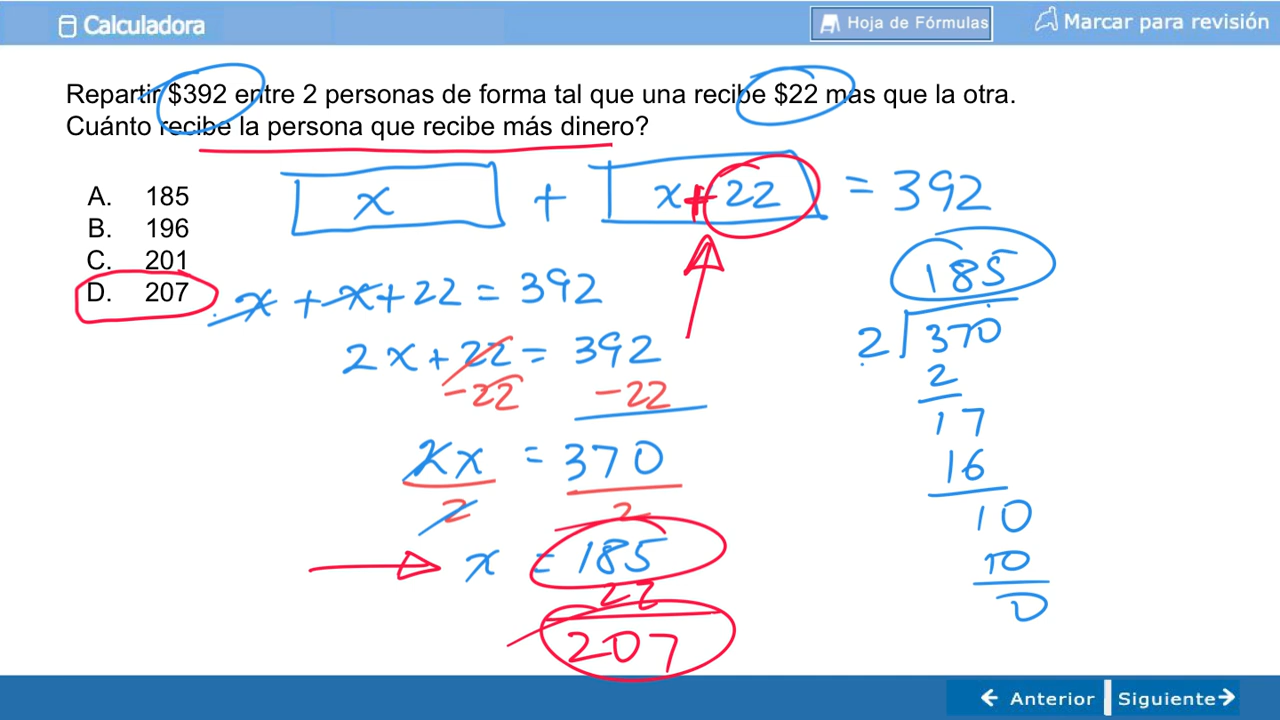 Calculadora
Hoja de Fórmulas
Marcar para revisión
Repartir $392 entre 2 personas de forma tal que una recibe $22 mas que la otra.
Cuánto recibe la persona que recibe más dinero?
A. 185
B. 196
C. 201
D. 207
x + x+22 = 392
x + x + 22 = 392
2x + 22 = 392
-22 -22
2x = 370
2 2
x = 185
22
207
185
2 370
2
17
16
10
10
0
Anterior
Siguiente